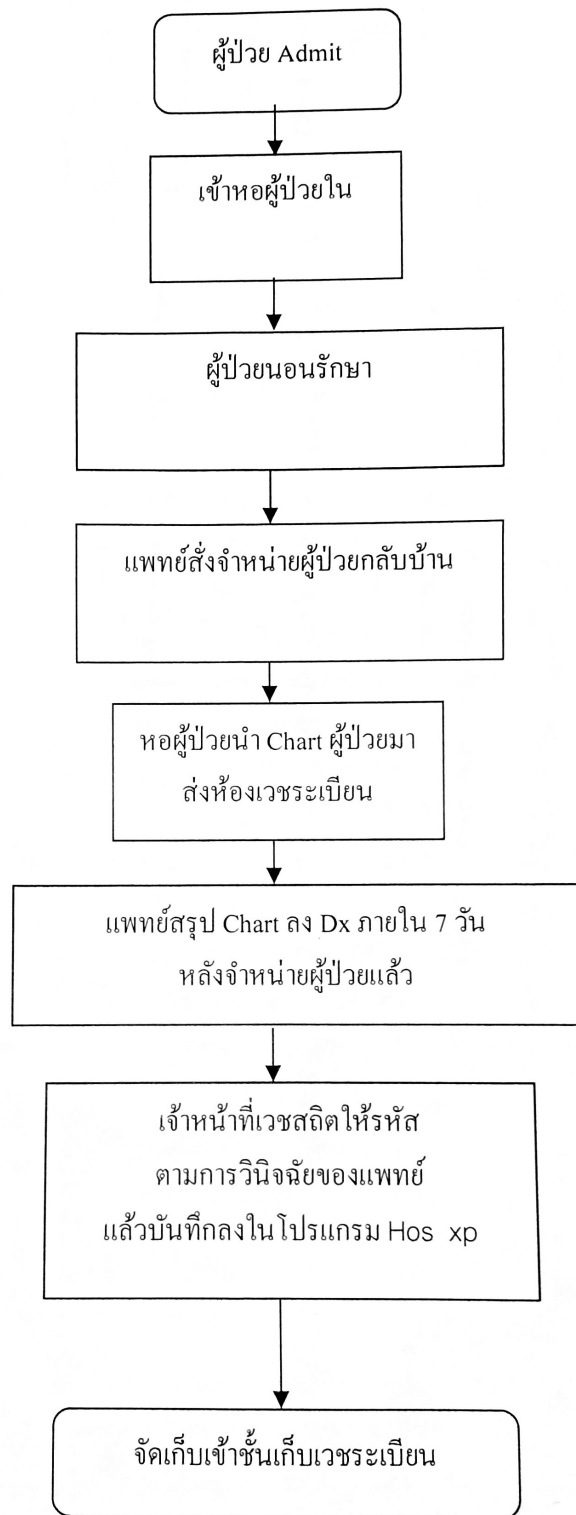 ผู้ป่วย Admit
เข้าหอผู้ป่วยใน
ผู้ป่วยนอนรักษา
แพทย์สั่งจำหน่ายผู้ป่วยกลับบ้าน
หอผู้ป่วยนำ Chart ผู้ป่วยมา
ส่งห้องเวชระเบียน
แพทย์สรุป Chart ลง Dx ภายใน 7 วัน
หลังจำหน่ายผู้ป่วยแล้ว
เจ้าหน้าที่เวชสถิตให้รหัส
ตามการวินิจฉัยของแพทย์
แล้วบันทึกลงในโปรแกรม Hos xp
จัดเก็บเข้าชั้นเก็บเวชระเบียน